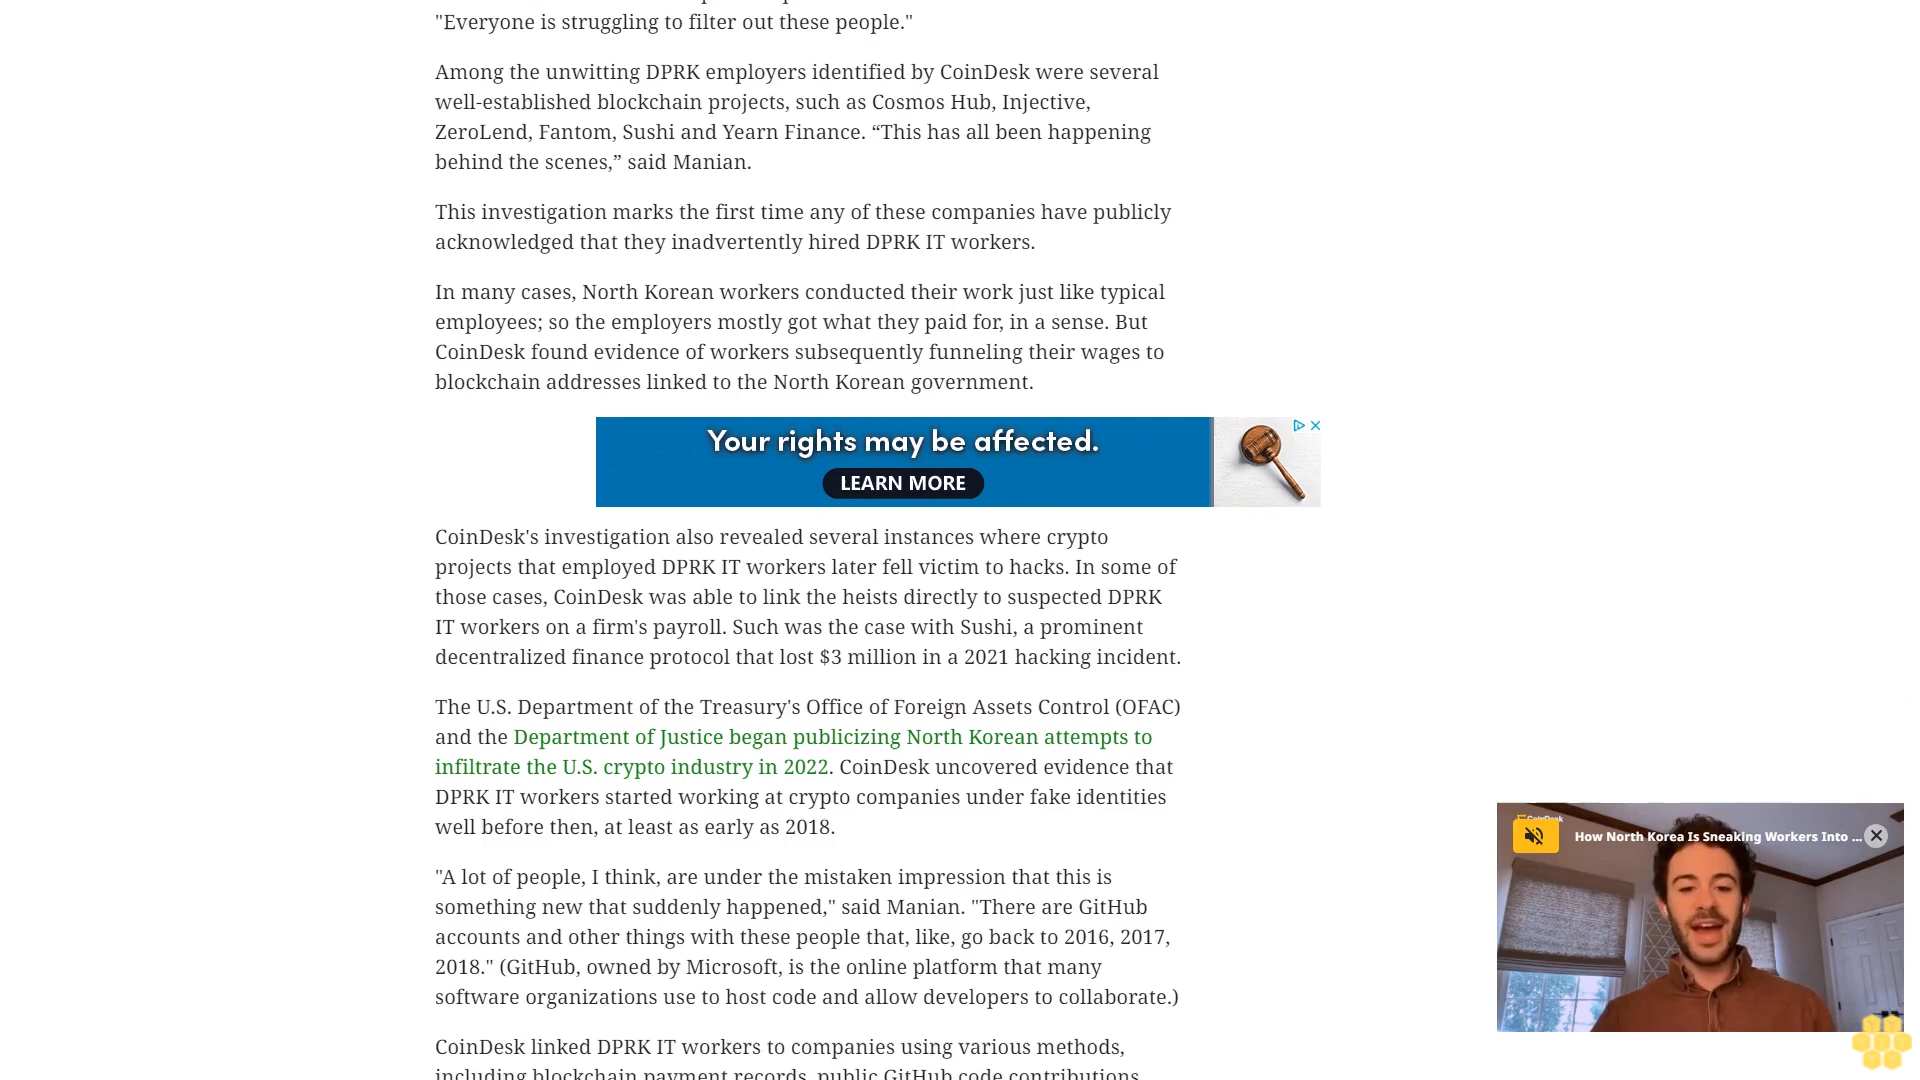 "Everyone is struggling to filter out these people."
Among the unwitting DPRK employers identified by CoinDesk were several
well-established blockchain projects, such as Cosmos Hub, Injective,
ZeroLend, Fantom, Sushi and Yearn Finance. “This has all been happening
behind the scenes,” said Manian.
This investigation marks the first time any of these companies have publicly
acknowledged that they inadvertently hired DPRK IT workers.
In many cases, North Korean workers conducted their work just like typical
employees; so the employers mostly got what they paid for, in a sense. But
CoinDesk found evidence of workers subsequently funneling their wages to
blockchain addresses linked to the North Korean government.
Your rights may be affected.
LEARN MORE
CoinDesk's investigation also revealed several instances where crypto
projects that employed DPRK IT workers later fell victim to hacks. In some of
those cases, CoinDesk was able to link the heists directly to suspected DPRK
IT workers on a firm's payroll. Such was the case with Sushi, a prominent
decentralized finance protocol that lost $3 million in a 2021 hacking incident.
The U.S. Department of the Treasury's Office of Foreign Assets Control (OFAC)
and the Department of Justice began publicizing North Korean attempts to
infiltrate the U.S. crypto industry in 2022. CoinDesk uncovered evidence that
DPRK IT workers started working at crypto companies under fake identities
well before then, at least as early as 2018.
"A lot of people, I think, are under the mistaken impression that this is
something new that suddenly happened," said Manian. "There are GitHub
accounts and other things with these people that, like, go back to 2016, 2017,
2018." (GitHub, owned by Microsoft, is the online platform that many
software organizations use to host code and allow developers to collaborate.)
CoinDesk linked DPRK IT workers to companies using various methods,
including blockchain payment records, public GitHub code contributions,
CoinDesk
How North Korea Is Sneaking Workers Into ...